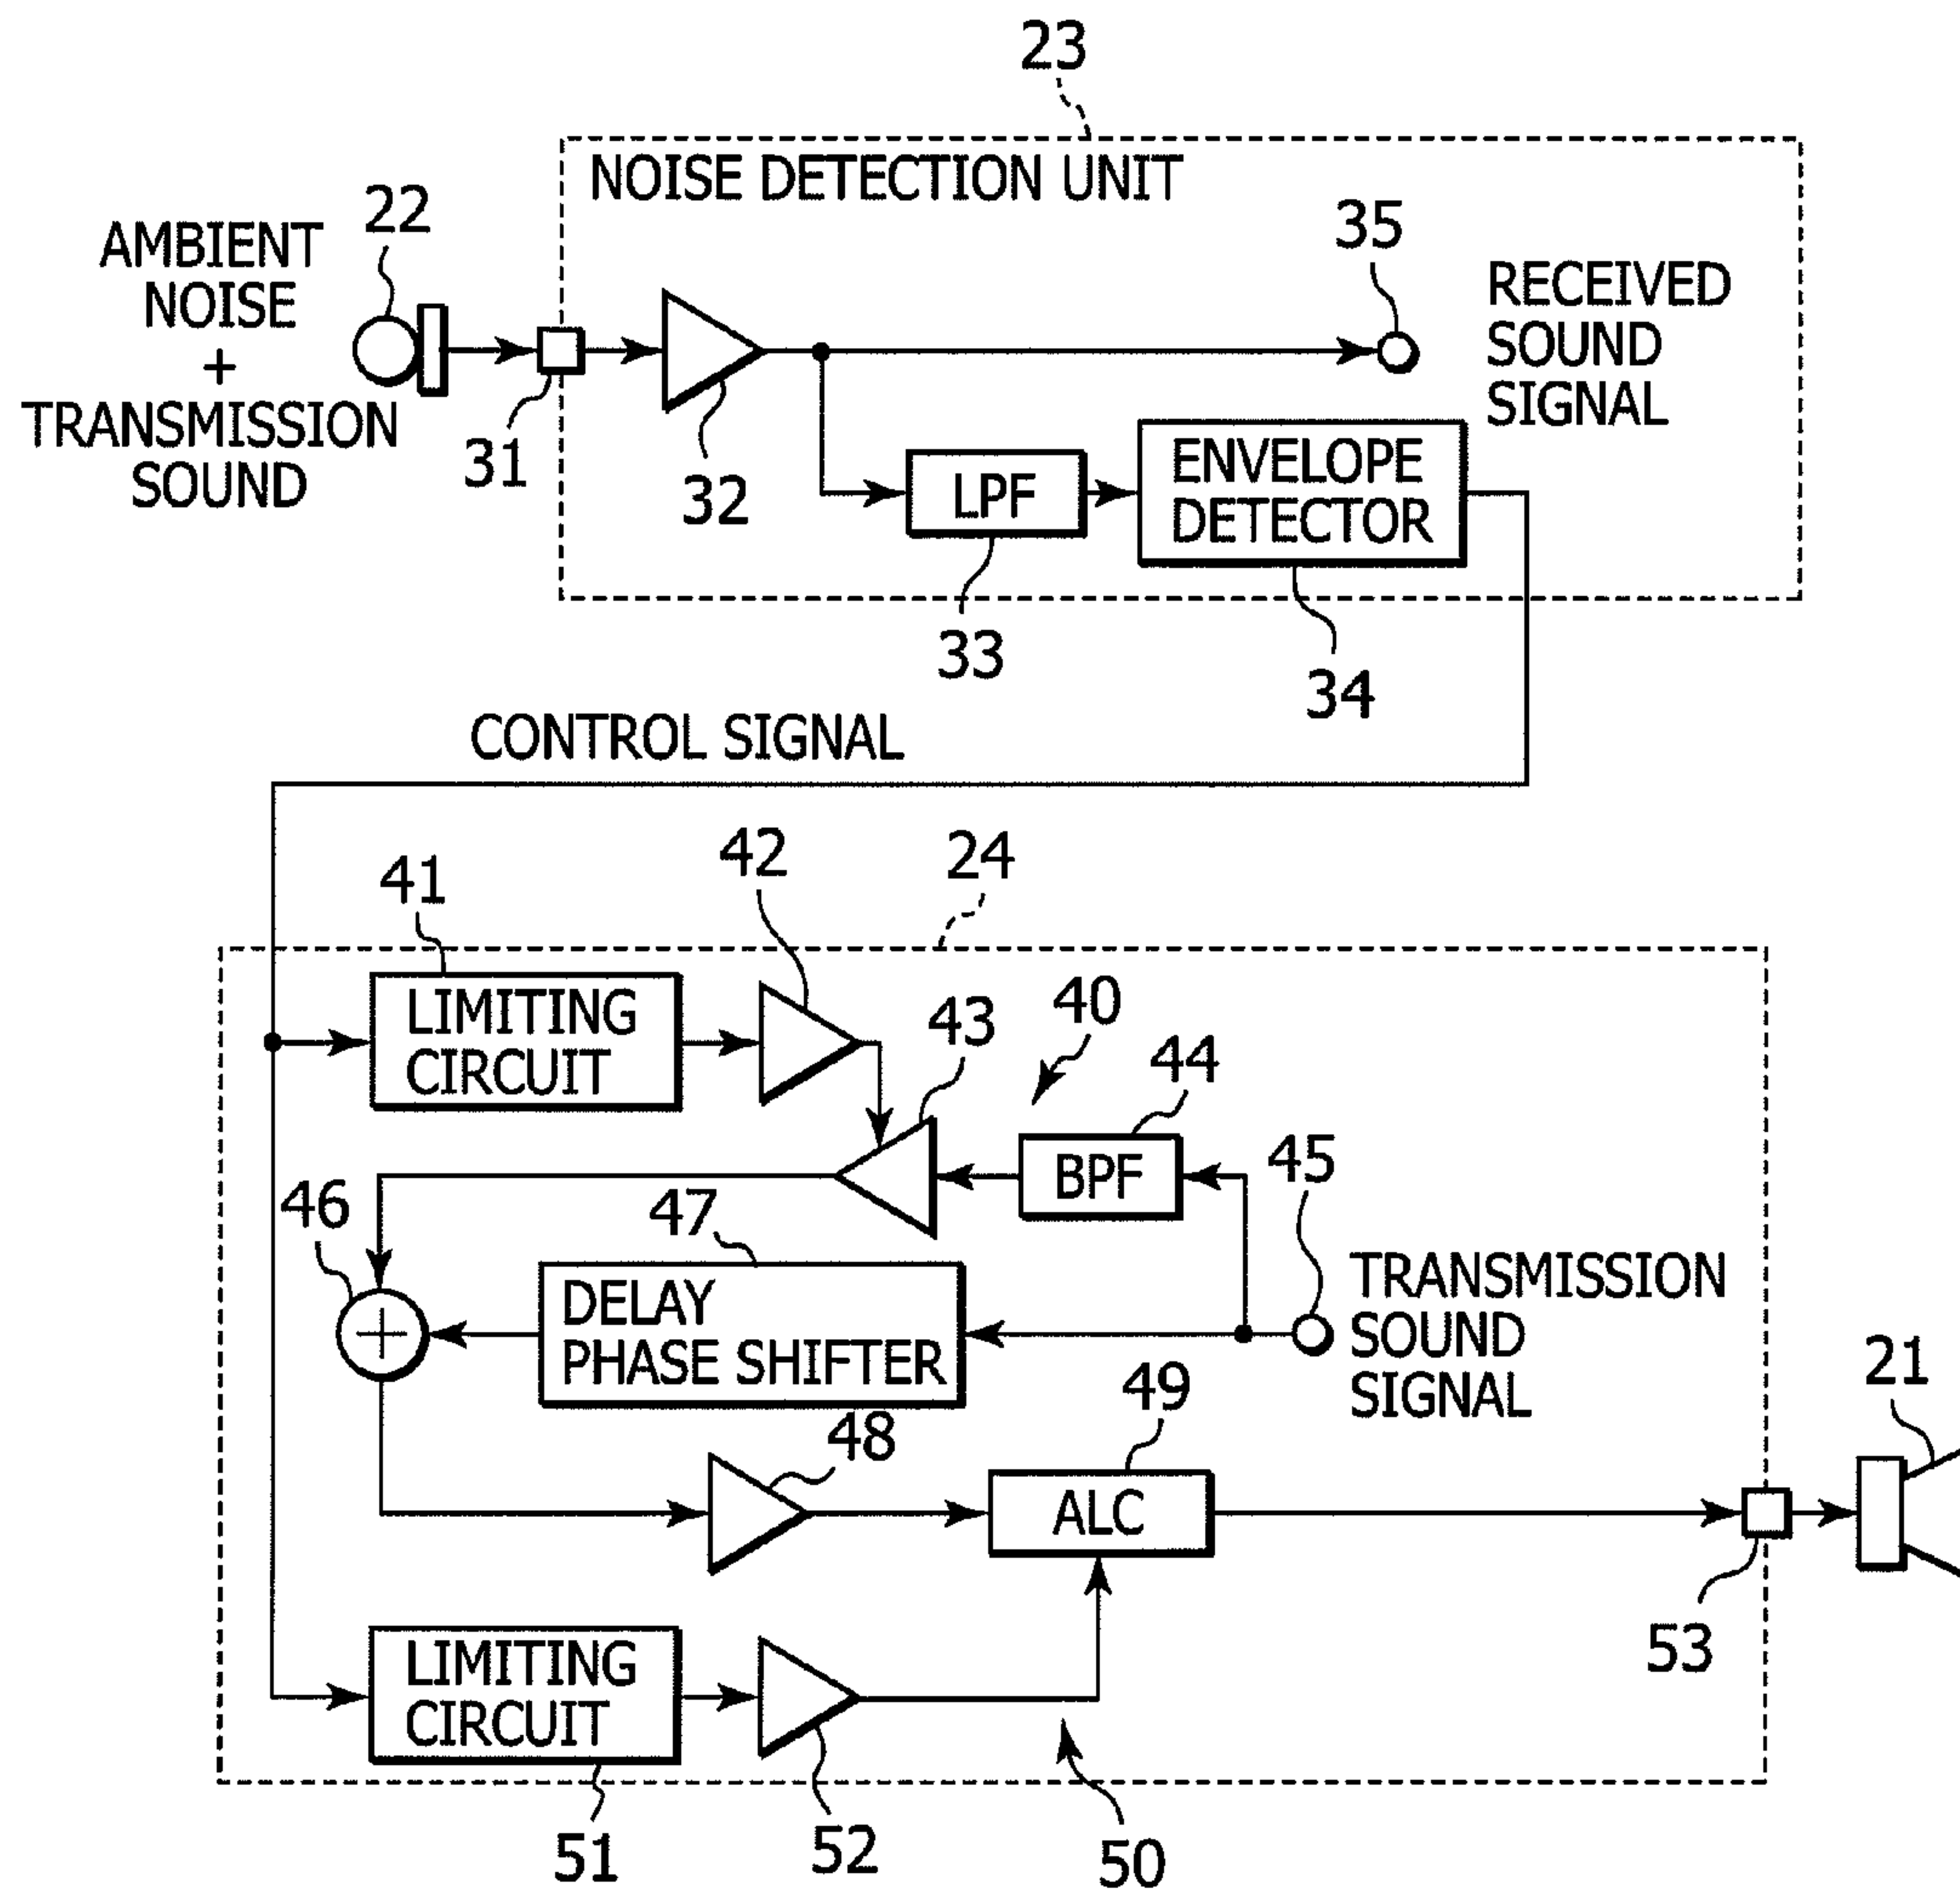 23
NOISE DETECTION UNIT
22
35
AMBIENT
NOISE
+
TRANSMISSION
SOUND
RECEIVED
SOUND
SIGNAL
31
32
LPF
ENVELOPE
DETECTOR
33
34
CONTROL SIGNAL
42
24
41
LIMITING
CIRCUIT
43
40
44
BPF
45
46
47
DELAY
PHASE SHIFTER
TRANSMISSION
SOUND
SIGNAL
48
49
21
ALC
53
LIMITING
CIRCUIT
51
52
50